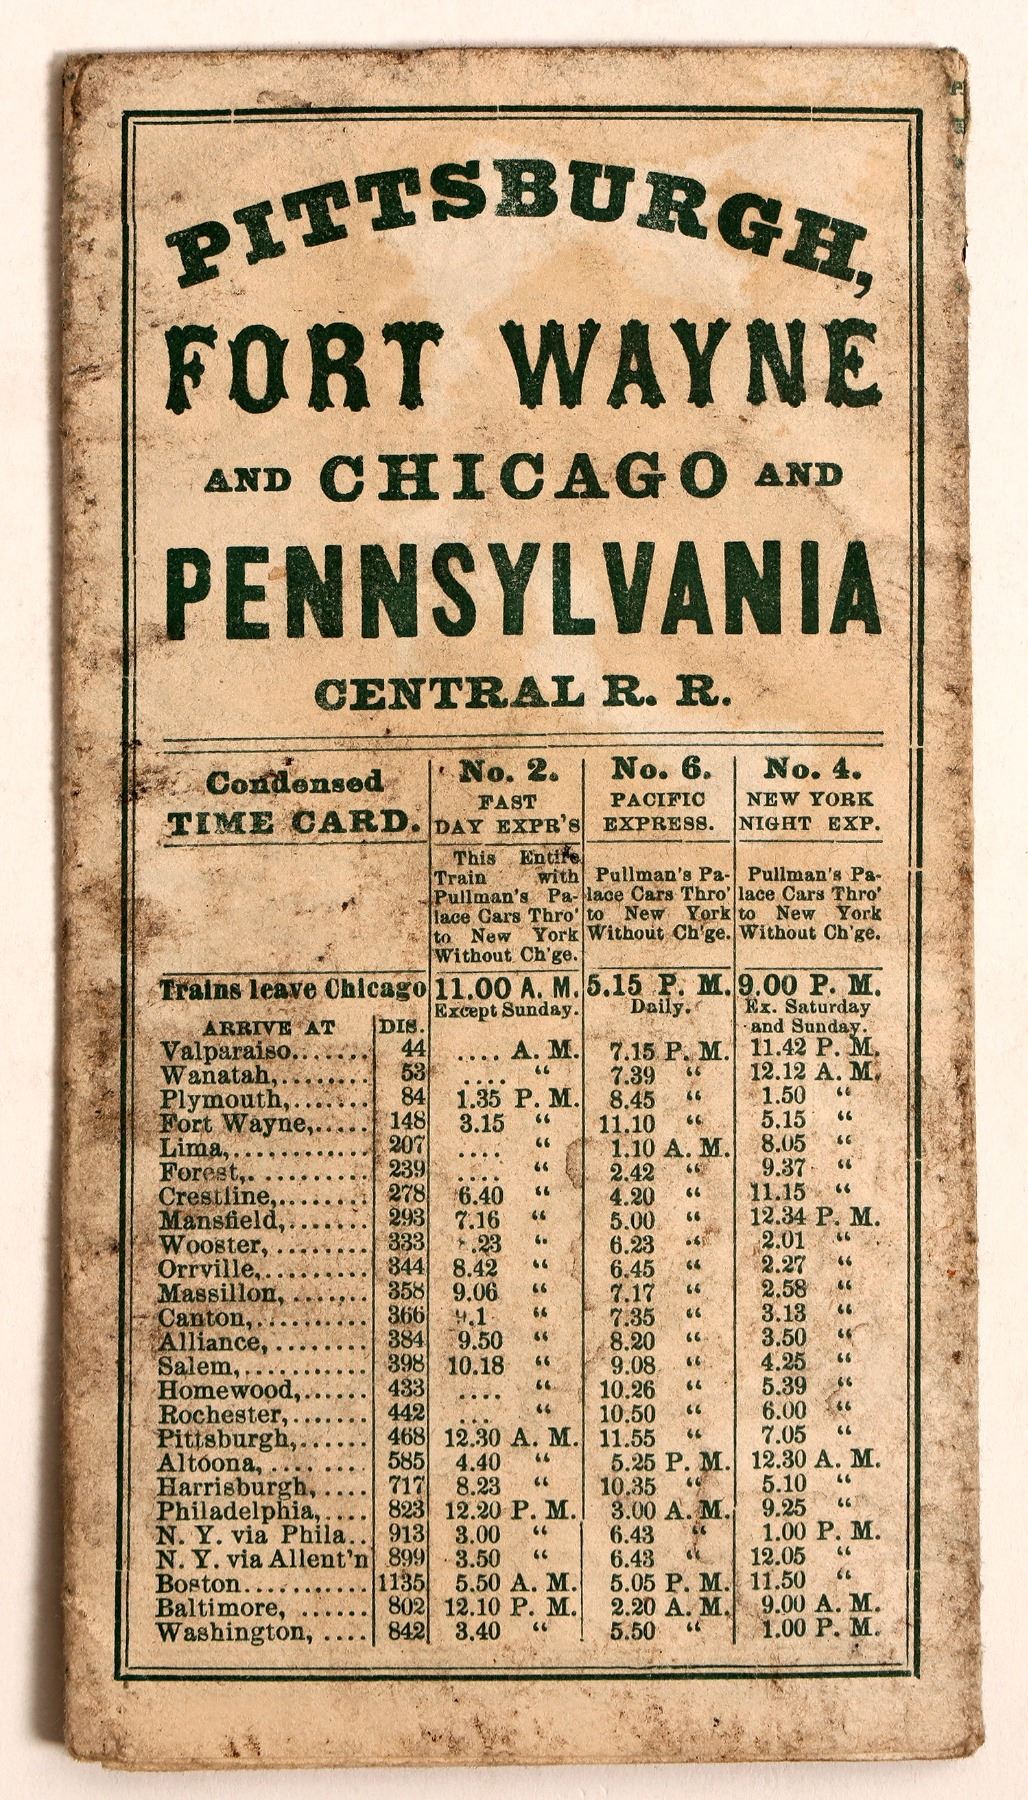 PITTSBURGH,
FORT WAYNE
AND CHICAGO AND
PENNSYLVANIA
CENTRAL R. R.
Condensed
TIME CARD.
No. 2.
FAST
DAY EXPR'S
No. 6.
PACIFIC
EXPRESS.
No. 4.
NEW YORK
NIGHT EXP.
This Entire
Train with
Pullman's Pa-
lace Cars Thro'
to New York
Without Ch'ge.
Pullman's Pa-
lace Cars Thro'
to New York
Without Ch'ge.
Pullman's Pa-
lace Cars Thro'
to New York
Without Ch'ge.
Trains leave Chicago 11.00 A. M. 5.15 P. M. 9.00 P. M.
Except Sunday. Daily. Ex. Saturday
and Sunday.
ARRIVE AT DIS.
Valparaiso....... 44 .... A. M. 7.15 P. M. 11.42 P. M.
Wanatah,........ 53 .... “ 7.39 “ 12.12 A. M.
Plymouth,....... 84 1.35 P. M. 8.45 “ 1.50 “
Fort Wayne,..... 148 3.15 “ 11.10 “ 5.15 “
Lima,............ 207 .... “ 1.10 A. M. 8.05 “
Forest,............ 239 .... “ 2.42 “ 9.37 “
Crestline,........ 278 6.40 “ 4.20 “ 11.15 “
Mansfield,....... 293 7.16 “ 5.00 “ 12.34 P. M.
Wooster, ........ 333 “ 6.23 “ 2.01 “
Orrville,.......... 344 8.42 “ 6.45 “ 2.27 “
Massillon, ....... 358 9.06 “ 7.17 “ 2.58 “
Canton,.......... 366 “ 7.35 “ 3.13 “
Alliance, ........ 384 9.50 “ 8.20 “ 3.50 “
Salem,........... 398 10.18 “ 9.08 “ 4.25 “
Homewood,...... 433 .... “ 10.26 “ 5.39 “
Rochester,....... 442 ... “ 10.50 “ 6.00 “
Pittsburgh,...... 468 12.30 A. M. 11.55 “ 7.05 “
Altoona, ........ 585 4.40 “ 5.25 P. M. 12.30 A. M.
Harrisburgh, .... 717 8.23 “ 10.35 “ 5.10 “
Philadelphia,.... 823 12.20 P. M. 3.00 A. M. 9.25 “
N. Y. via Phila.. 913 3.00 “ 6.43 “ 1.00 P. M.
N. Y. via Allent'n 899 3.50 “ 6.43 “ 12.05 “
Boston........... 1135 5.50 A. M. 5.05 P. M. 11.50 “
Baltimore, ...... 802 12.10 P. M. 2.20 A. M. 9.00 A. M.
Washington, .... 842 3.40 “ 5.50 “ 1.00 P. M.